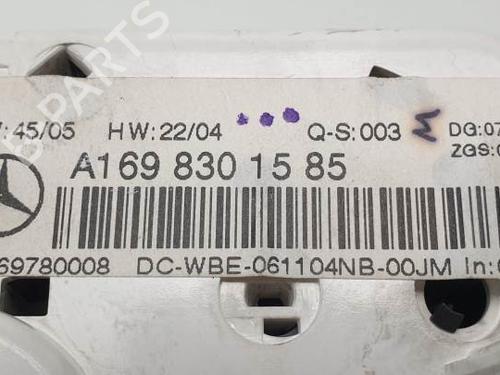 B-PARTS
:45/05 HW:22/04 Q-S:003 DG:07
ZGS:0
A169 830 15 85
69780008 DC-WBE-061104NB-00JM In: